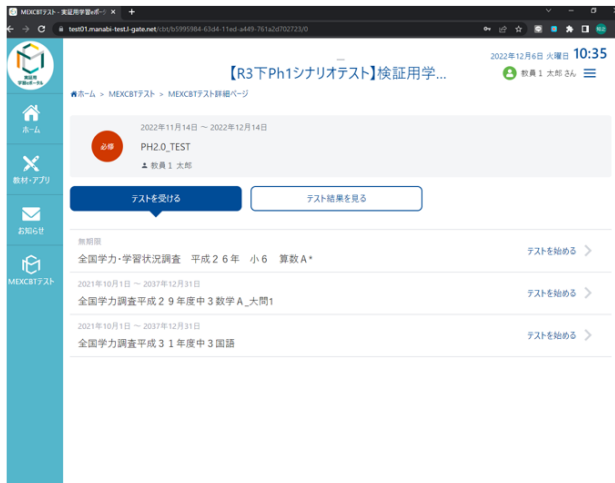 MEXCBTテスト - 実証用学習eポータル
test01.manabi-test.l-gate.net/cbt/b5995984-63d4-11ed-a449-761a2d702723/0
実証用
学習eポータル
【R3下Ph1シナリオテスト】検証用学...
2022年12月6日 火曜日 10:35
教員1 太郎 さん
ホーム > MEXCBTテスト > MEXCBTテスト詳細ページ
ホーム
教材・アプリ
お知らせ
MEXCBTテスト
2022年11月14日 ~ 2022年12月14日
必修
PH2.0_TEST
教員1 太郎
テストを受ける
テスト結果を見る
無期限
全国学力・学習状況調査 平成26年 小6 算数A*
テストを始める
2021年10月1日 ~ 2037年12月31日
全国学力調査平成29年度中3数学A_大問1
テストを始める
2021年10月1日 ~ 2037年12月31日
全国学力調査平成31年度中3国語
テストを始める